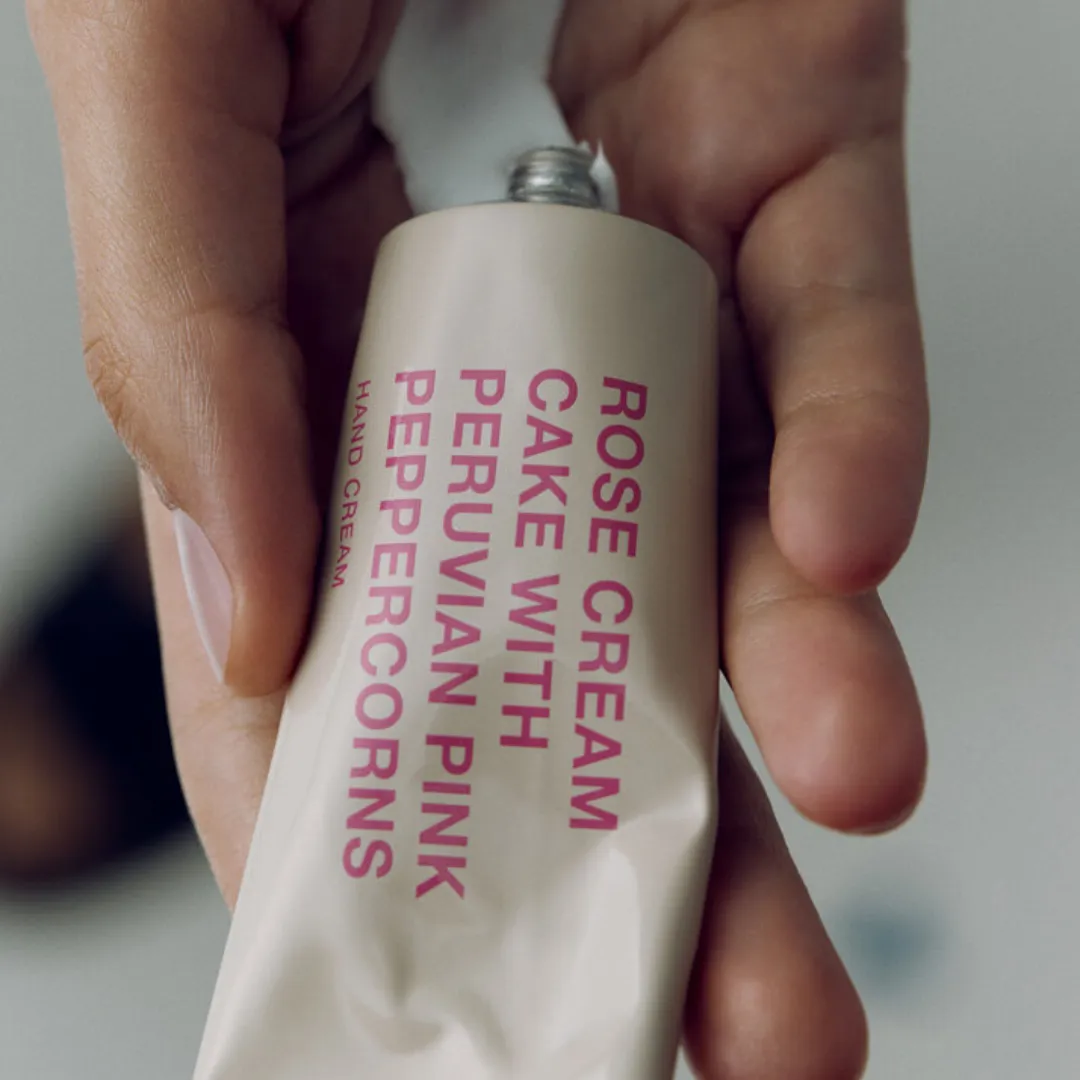 ROSE CREAM
CAKE WITH
PERUVIAN PINK
PEPPERCORNS
HAND CREAM